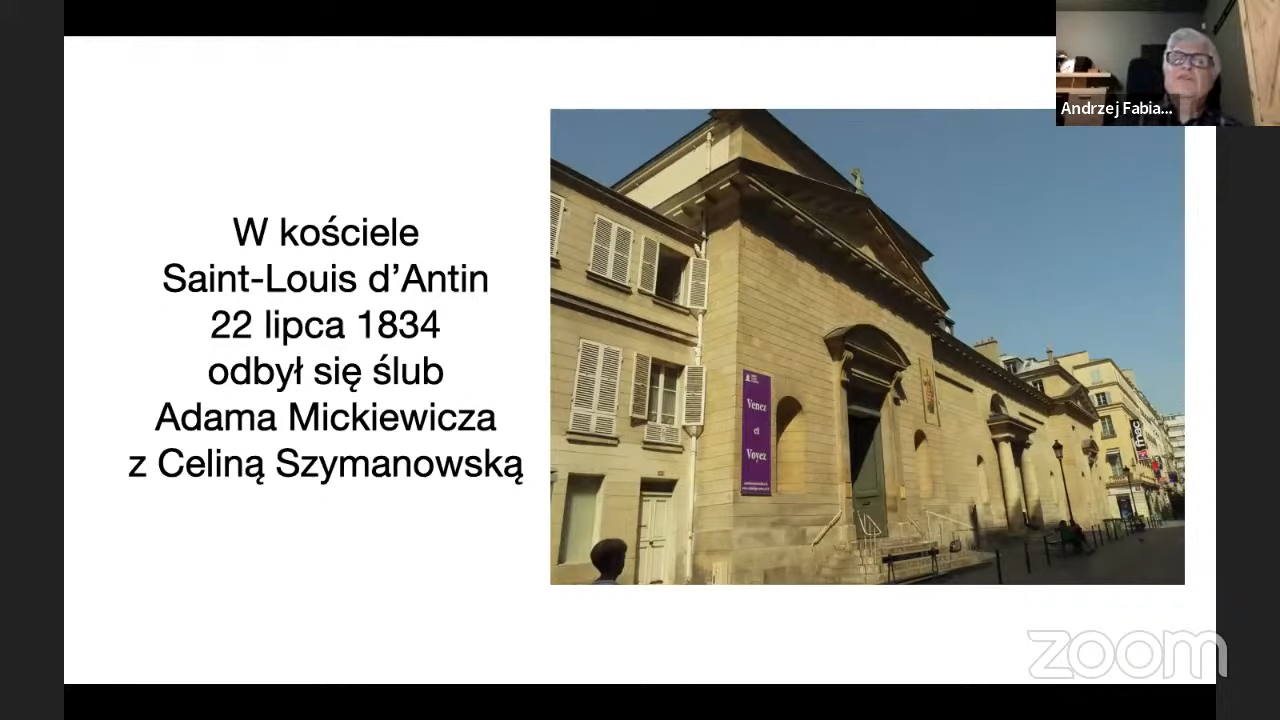 Andrzej Fabia...
W kościele
Saint-Louis d’Antin
22 lipca 1834
odbył się ślub
Adama Mickiewicza
z Celiną Szymanowską
Venez
et
Voyez
fnac
zoom